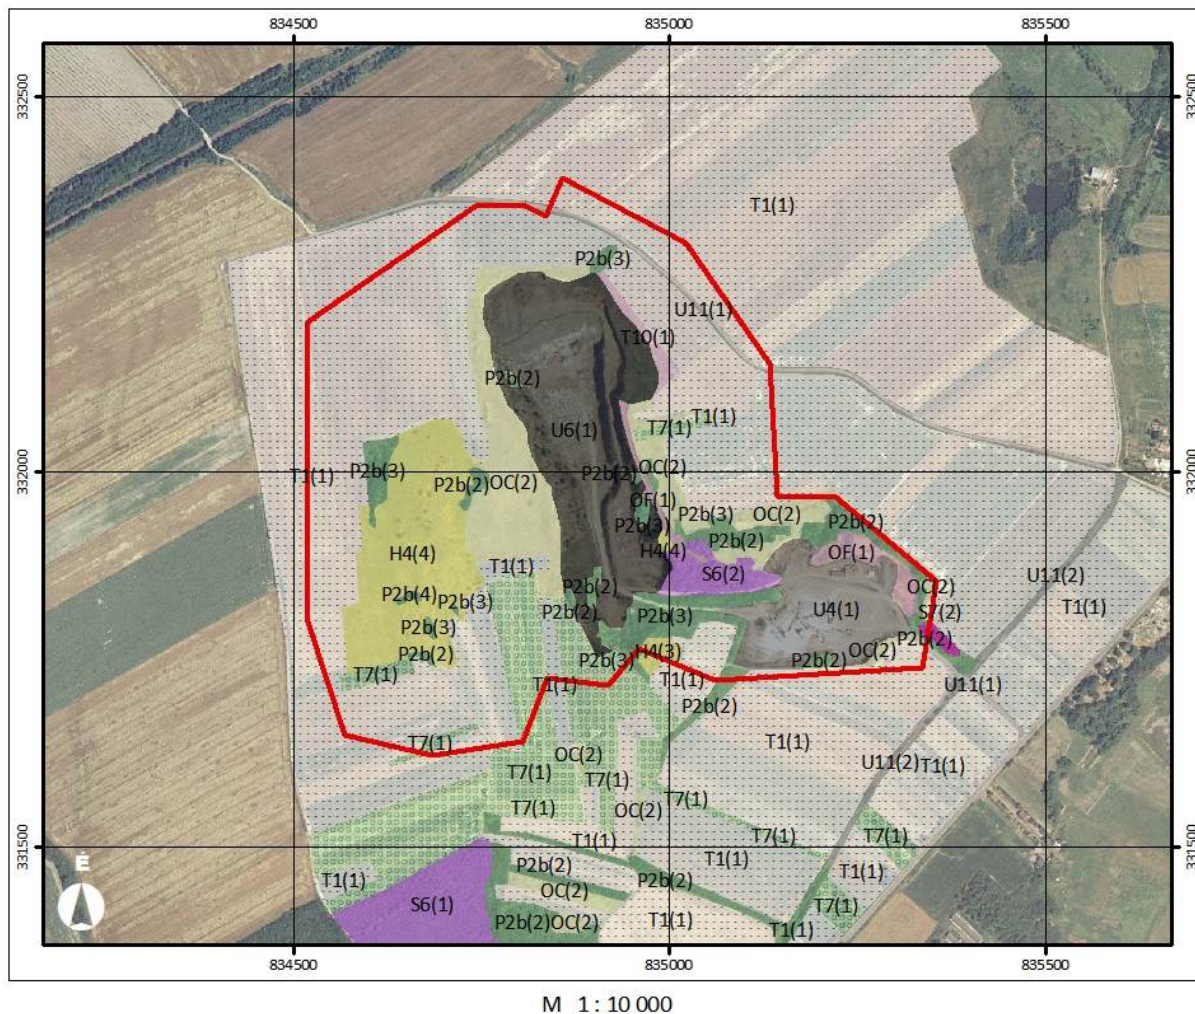 834500 835000 835500
332500 332500
T1(1)
P2b(3)
U11(1)
T10(1)
P2b(2)
T1(1)
T7(1)
U6(1)
332000 P2b(3) OC(2) 332000
T1(1) P2b(2) OC(2) P2b(2)
OF(1)
P2b(3) OC(2) P2b(2)
P2b(3) P2b(2)
H4(4) H4(4) OF(1)
T1(1) S6(2) U11(2)
P2b(4) P2b(3) P2b(2) OC(2) T1(1)
P2b(2) P2b(3) U4(1) S7(2)
P2b(3) P2b(2)
P2b(2) P2b(3) H4(3) P2b(2) OC(2)
T7(1) T1(1) T1(1) U11(1)
P2b(2)
T7(1) T1(1)
OC(2) U11(2) T1(1)
T7(1) T7(1)
T7(1) OC(2) T7(1)
T1(1) T7(1) T7(1)
331500 P2b(2) T1(1) 331500
É T1(1) P2b(2) T1(1)
OC(2)
S6(1) T7(1)
P2b(2) OC(2) T1(1) T1(1)
834500 835000 835500
M 1 : 10 000